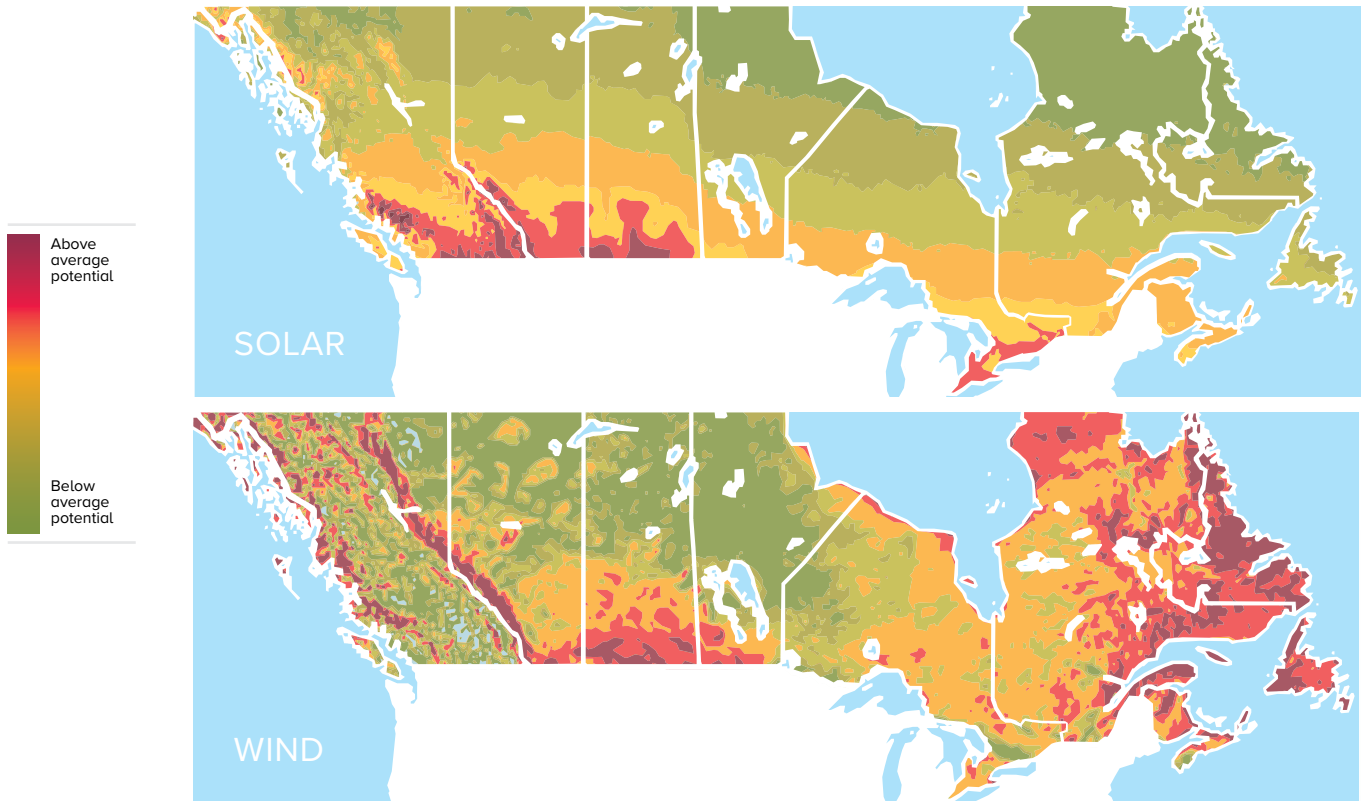 Above
average
potential
Below
average
potential
SOLAR
WIND